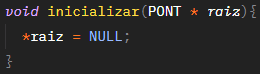 void inicializar(PONT * raiz){
*raiz = NULL;
}